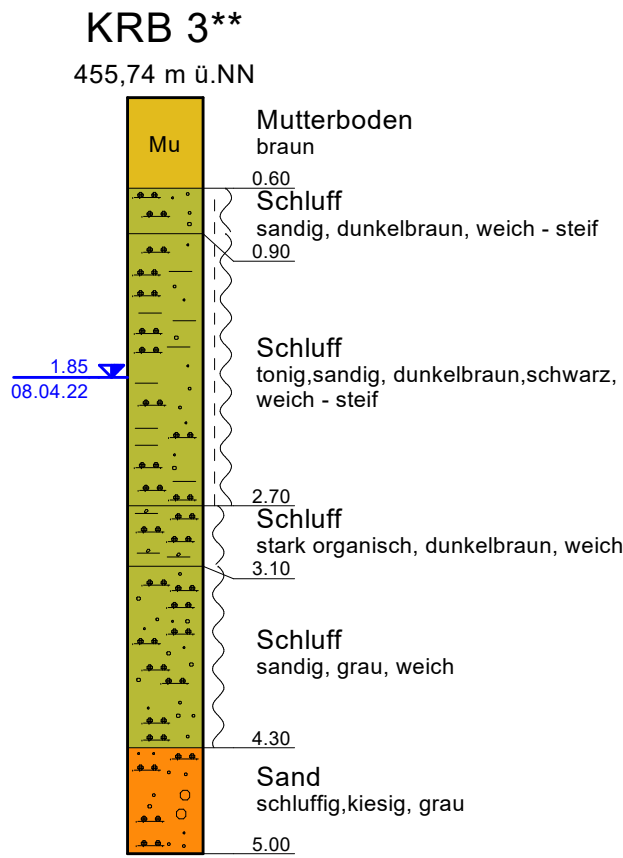 KRB 3**
455,74 m ü.NN
Mu
Mutterboden
braun
0.60
Schluff
sandig, dunkelbraun, weich - steif
0.90
Schluff
tonig,sandig, dunkelbraun,schwarz,
weich - steif
1.85
08.04.22
2.70
Schluff
stark organisch, dunkelbraun, weich
3.10
Schluff
sandig, grau, weich
4.30
Sand
schluffig,kiesig, grau
5.00